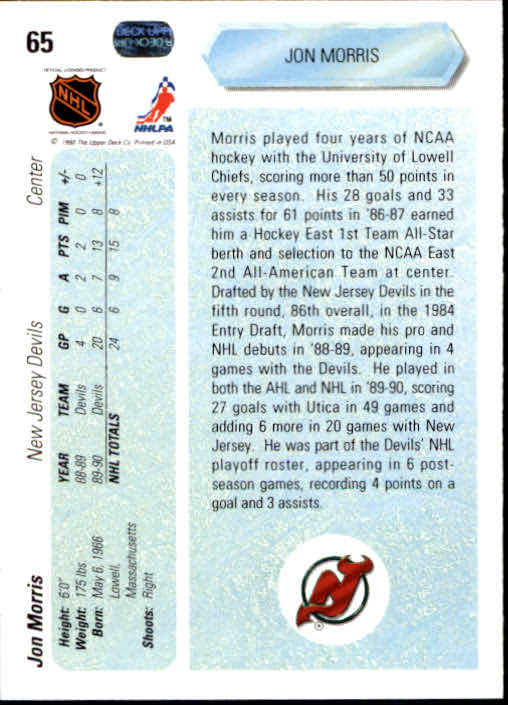 65
DECK UPPER
UPPER DECK
JON MORRIS
OFFICIAL LICENSED PRODUCT
NHL
NATIONAL HOCKEY LEAGUE
NHLPA
TM
© 1990 The Upper Deck Co. Printed in USA
Morris played four years of NCAA
hockey with the University of Lowell
Chiefs, scoring more than 50 points in
every season. His 28 goals and 33
assists for 61 points in '86-87 earned
him a Hockey East 1st Team All-Star
berth and selection to the NCAA East
2nd All-American Team at center.
Drafted by the New Jersey Devils in the
fifth round, 86th overall, in the 1984
Entry Draft, Morris made his pro and
NHL debuts in '88-89, appearing in 4
games with the Devils. He played in
both the AHL and NHL in '89-90, scoring
27 goals with Utica in 49 games and
adding 6 more in 20 games with New
Jersey. He was part of the Devils' NHL
playoff roster, appearing in 6 post-
season games, recording 4 points on a
goal and 3 assists.
®
Jon Morris New Jersey Devils Center
Height: 6'0"
Weight: 175 lbs.
Born: May 6, 1966
Lowell,
Massachusetts
Shoots: Right
YEAR TEAM GP G A PTS PIM +/-
88-89 Devils 4 0 2 2 0 0
89-90 Devils 20 6 7 13 8 +12
NHL TOTALS 24 6 9 15 8